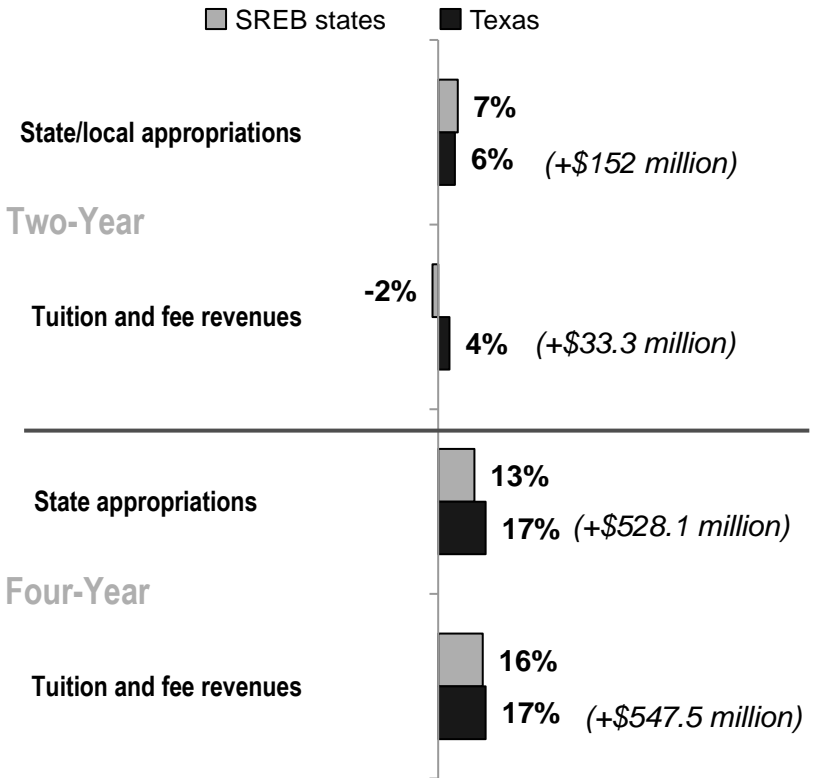 SREB states Texas
7%
State/local appropriations
6% (+$152 million)
Two-Year
-2%
Tuition and fee revenues
4% (+$33.3 million)
13%
State appropriations
17% (+$528.1 million)
Four-Year
16%
Tuition and fee revenues
17% (+$547.5 million)